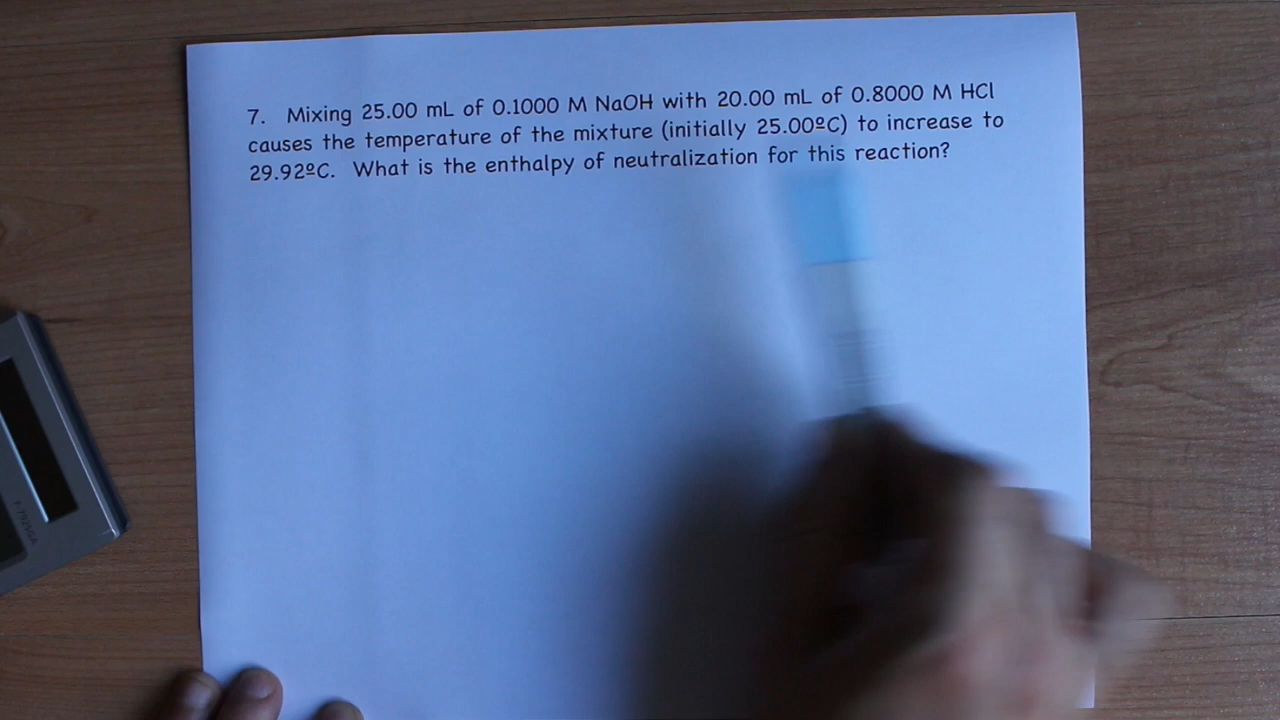 7. Mixing 25.00 mL of 0.1000 M NaOH with 20.00 mL of 0.8000 M HCl
causes the temperature of the mixture (initially 25.00ºC) to increase to
29.92ºC. What is the enthalpy of neutralization for this reaction?